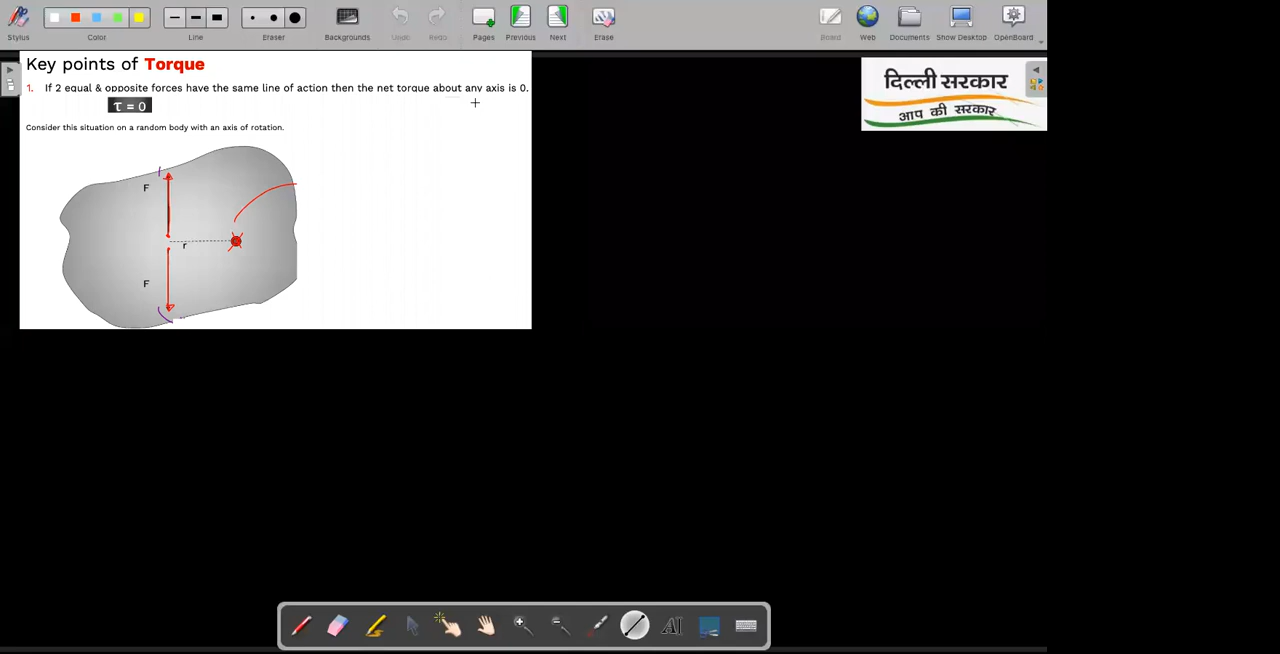 Stylus
Color
Line
Eraser
Backgrounds
Undo
Redo
Pages
Previous
Next
Erase
Board
Web
Documents
Show Desktop
OpenBoard
Key points of Torque
1. If 2 equal & opposite forces have the same line of action then the net torque about any axis is 0.
τ = 0
Consider this situation on a random body with an axis of rotation.
F
r
F
दिल्ली सरकार
आप की सरकार
AI